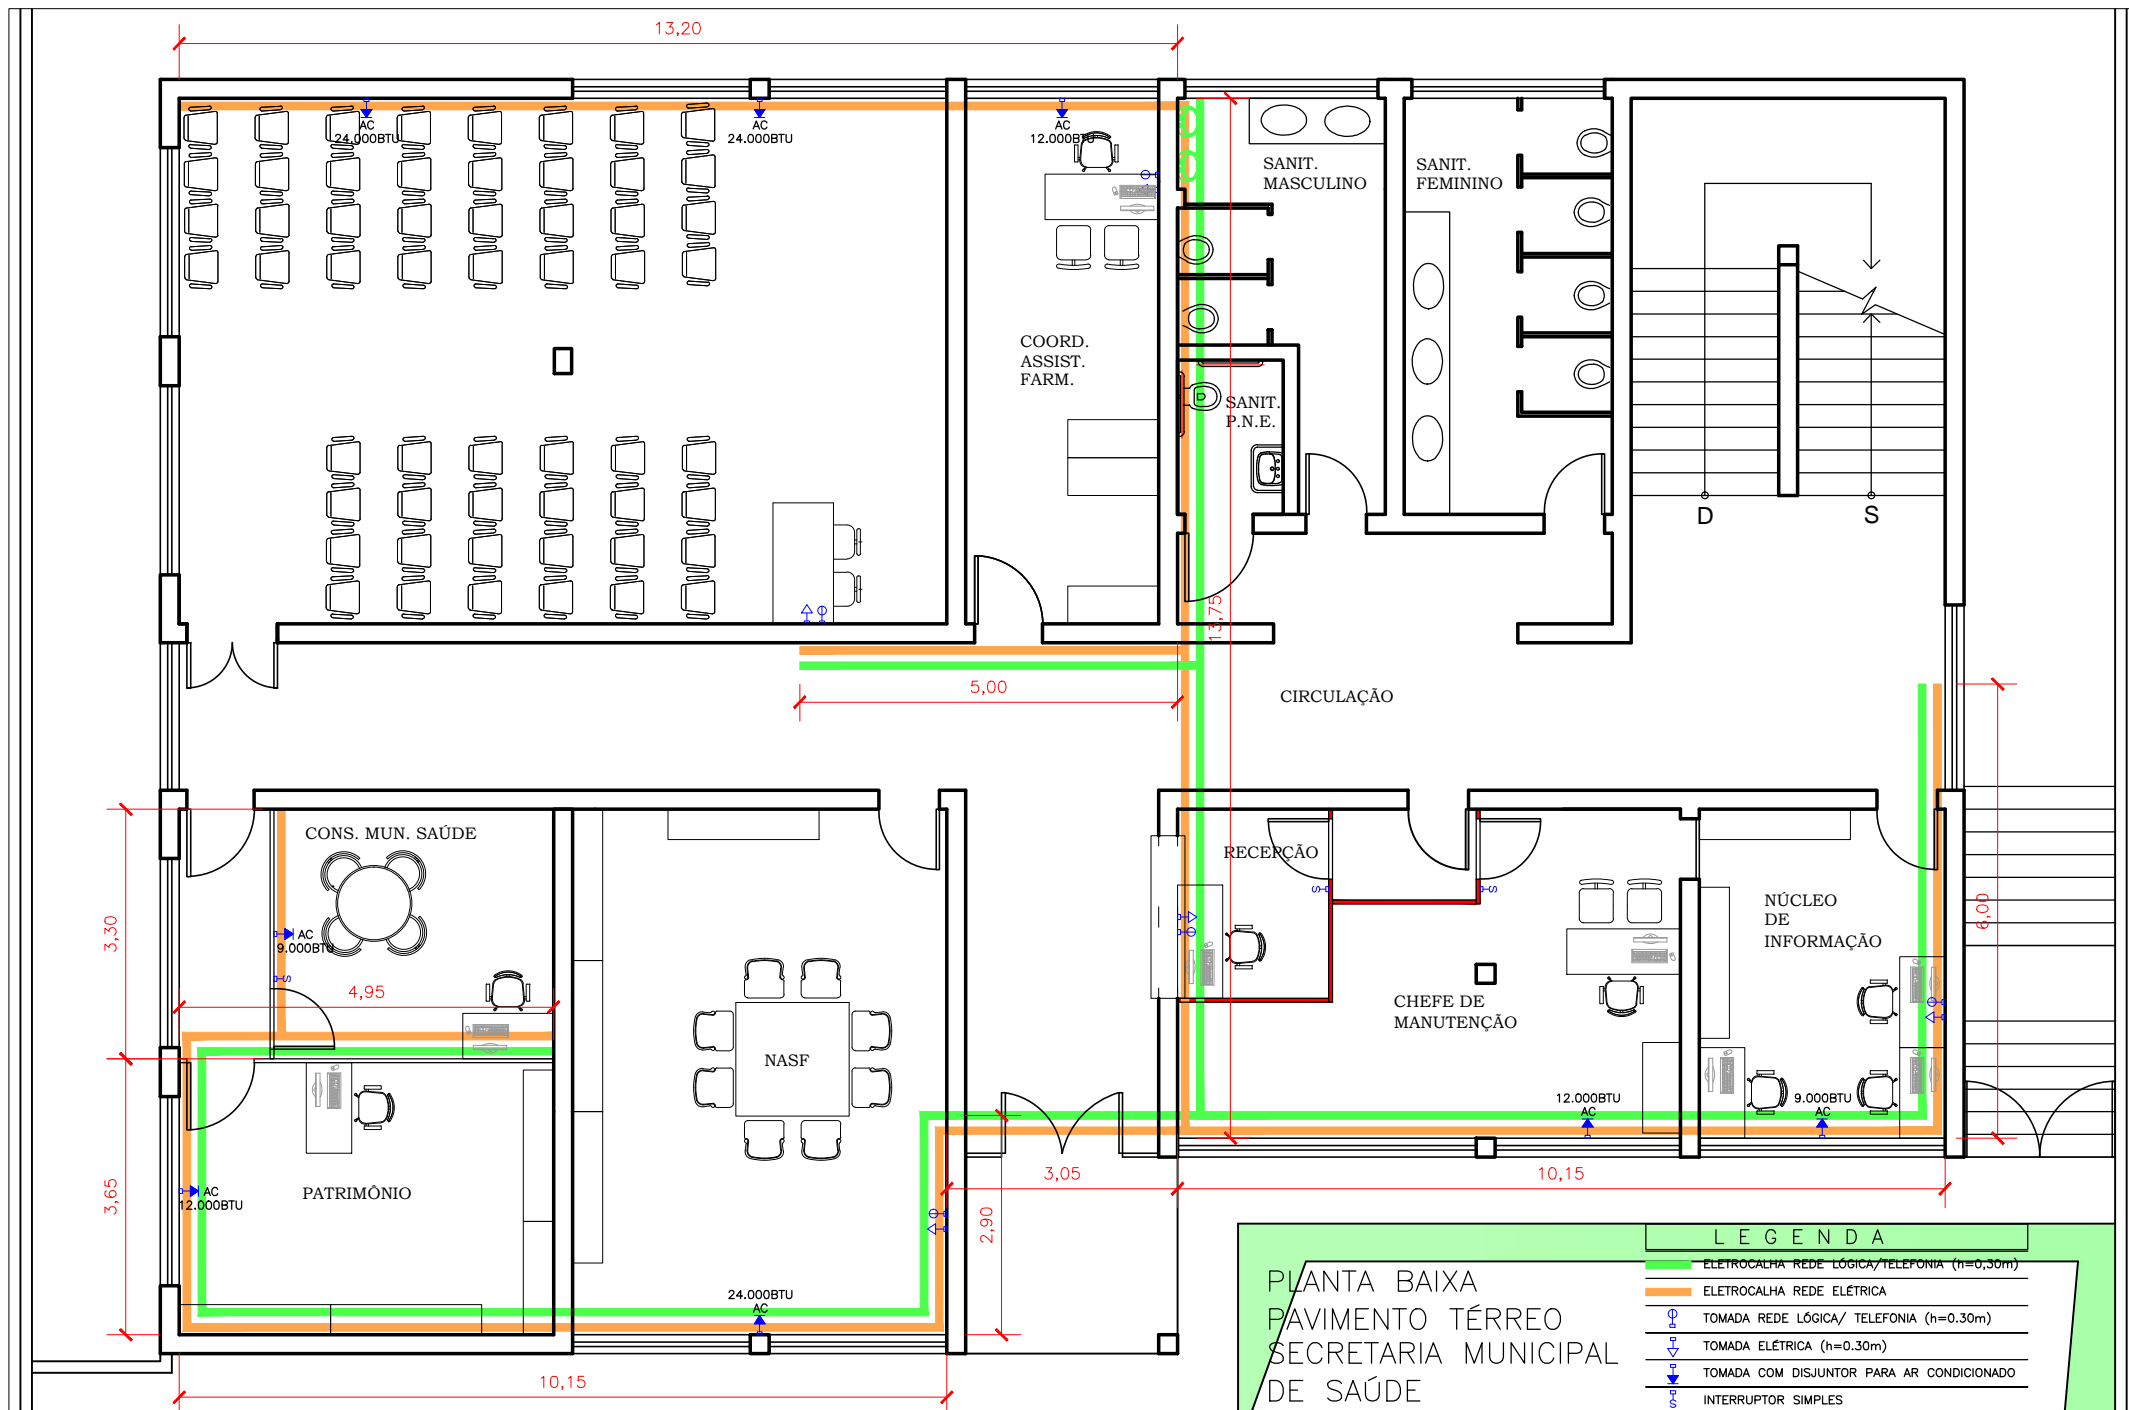 13,20
AC
24.000BTU
AC
24.000BTU
AC
12.000BTU
SANIT.
MASCULINO
SANIT.
FEMININO
COORD.
ASSIST.
FARM.
SANIT.
P.N.E.
D
S
13,75
5,00
CIRCULAÇÃO
CONS. MUN. SAÚDE
RECEPÇÃO
S
S
NÚCLEO
DE
INFORMAÇÃO
3,30
AC
9.000BTU
S
6,00
4,95
CHEFE DE
MANUTENÇÃO
NASF
12.000BTU
AC
9.000BTU
AC
3,65
AC
12.000BTU
PATRIMÔNIO
3,05
10,15
2,90
24.000BTU
AC
10,15
PLANTA BAIXA
PAVIMENTO TÉRREO
SECRETARIA MUNICIPAL
DE SAÚDE
LEGENDA
ELETROCALHA REDE LÓGICA/TELEFONIA (h=0,30m)
ELETROCALHA REDE ELÉTRICA
TOMADA REDE LÓGICA/ TELEFONIA (h=0.30m)
TOMADA ELÉTRICA (h=0.30m)
TOMADA COM DISJUNTOR PARA AR CONDICIONADO
S INTERRUPTOR SIMPLES